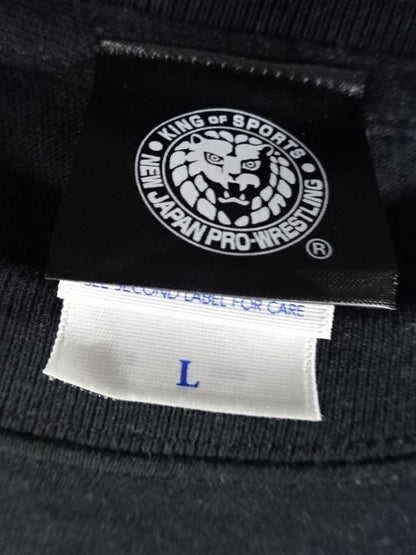 • KING OF SPORTS •
NEW JAPAN PRO-WRESTLING
®
SEE SECOND LABEL FOR CARE
L